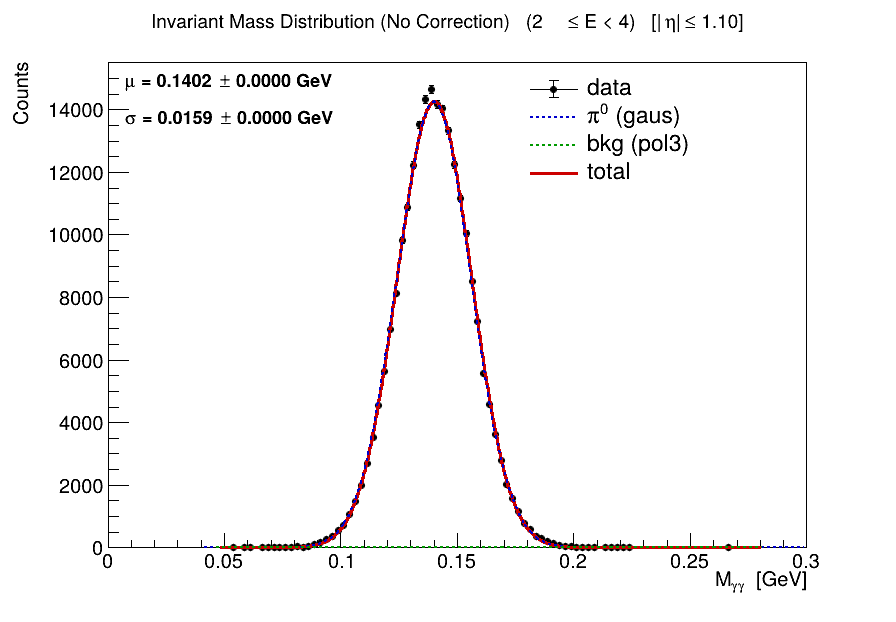 Invariant Mass Distribution (No Correction) (2 ≤ E < 4) [|η| ≤ 1.10]
Counts
μ = 0.1402 ± 0.0000 GeV
σ = 0.0159 ± 0.0000 GeV
data
π⁰ (gaus)
bkg (pol3)
total
14000
12000
10000
8000
6000
4000
2000
0
0 0.05 0.1 0.15 0.2 0.25 0.3
M_γγ [GeV]